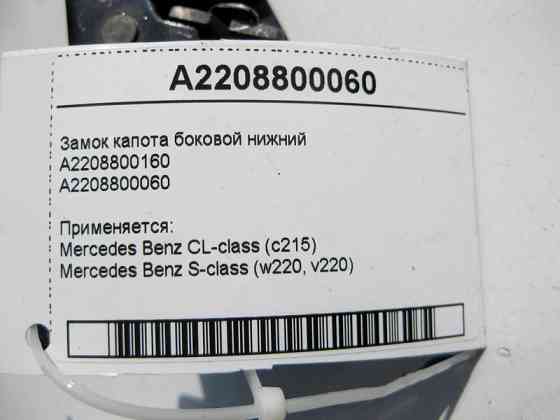 A2208800060
Замок капота боковой нижний
A2208800160
A2208800060
Применяется:
Mercedes Benz CL-class (c215)
Mercedes Benz S-class (w220, v220)